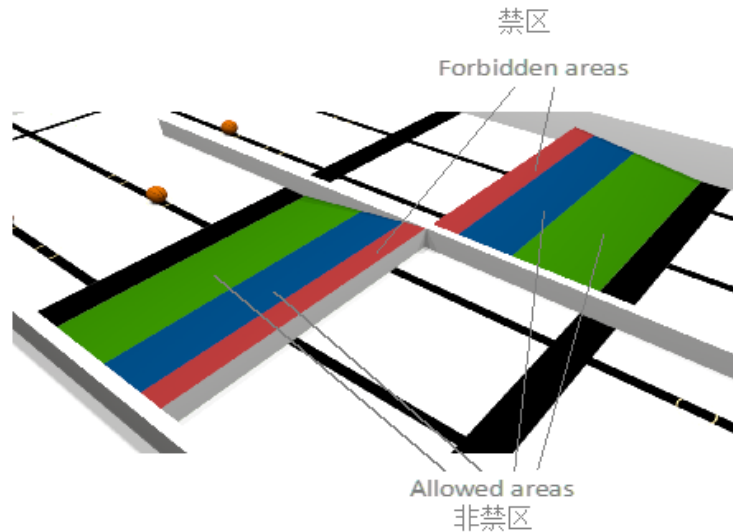 禁区
Forbidden areas
Allowed areas
非禁区